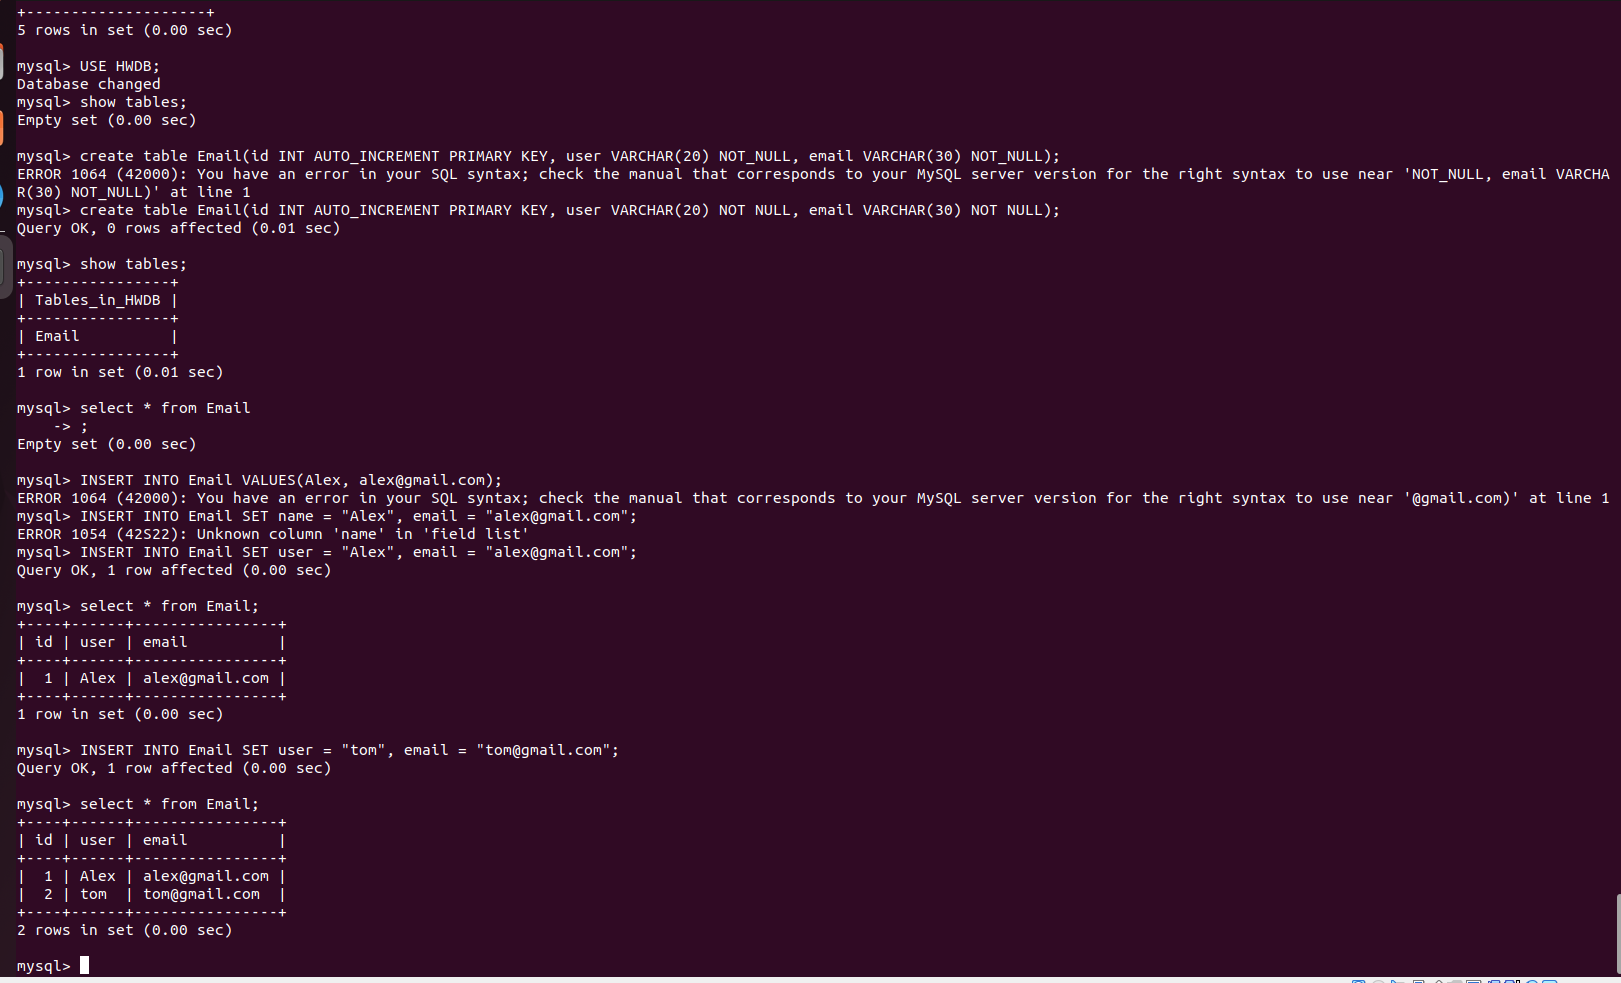 +--------------------+
5 rows in set (0.00 sec)
mysql> USE HWDB;
Database changed
mysql> show tables;
Empty set (0.00 sec)
mysql> create table Email(id INT AUTO_INCREMENT PRIMARY KEY, user VARCHAR(20) NOT_NULL, email VARCHAR(30) NOT_NULL);
ERROR 1064 (42000): You have an error in your SQL syntax; check the manual that corresponds to your MySQL server version for the right syntax to use near 'NOT_NULL, email VARCHA
R(30) NOT_NULL)' at line 1
mysql> create table Email(id INT AUTO_INCREMENT PRIMARY KEY, user VARCHAR(20) NOT NULL, email VARCHAR(30) NOT NULL);
Query OK, 0 rows affected (0.01 sec)
mysql> show tables;
+----------------+
| Tables_in_HWDB |
+----------------+
| Email          |
+----------------+
1 row in set (0.01 sec)
mysql> select * from Email
    -> ;
Empty set (0.00 sec)
mysql> INSERT INTO Email VALUES(Alex, alex@gmail.com);
ERROR 1064 (42000): You have an error in your SQL syntax; check the manual that corresponds to your MySQL server version for the right syntax to use near '@gmail.com)' at line 1
mysql> INSERT INTO Email SET name = "Alex", email = "alex@gmail.com";
ERROR 1054 (42S22): Unknown column 'name' in 'field list'
mysql> INSERT INTO Email SET user = "Alex", email = "alex@gmail.com";
Query OK, 1 row affected (0.00 sec)
mysql> select * from Email;
+----+------+----------------+
| id | user | email          |
+----+------+----------------+
|  1 | Alex | alex@gmail.com |
+----+------+----------------+
1 row in set (0.00 sec)
mysql> INSERT INTO Email SET user = "tom", email = "tom@gmail.com";
Query OK, 1 row affected (0.00 sec)
mysql> select * from Email;
+----+------+----------------+
| id | user | email          |
+----+------+----------------+
|  1 | Alex | alex@gmail.com |
|  2 | tom  | tom@gmail.com  |
+----+------+----------------+
2 rows in set (0.00 sec)
mysql>